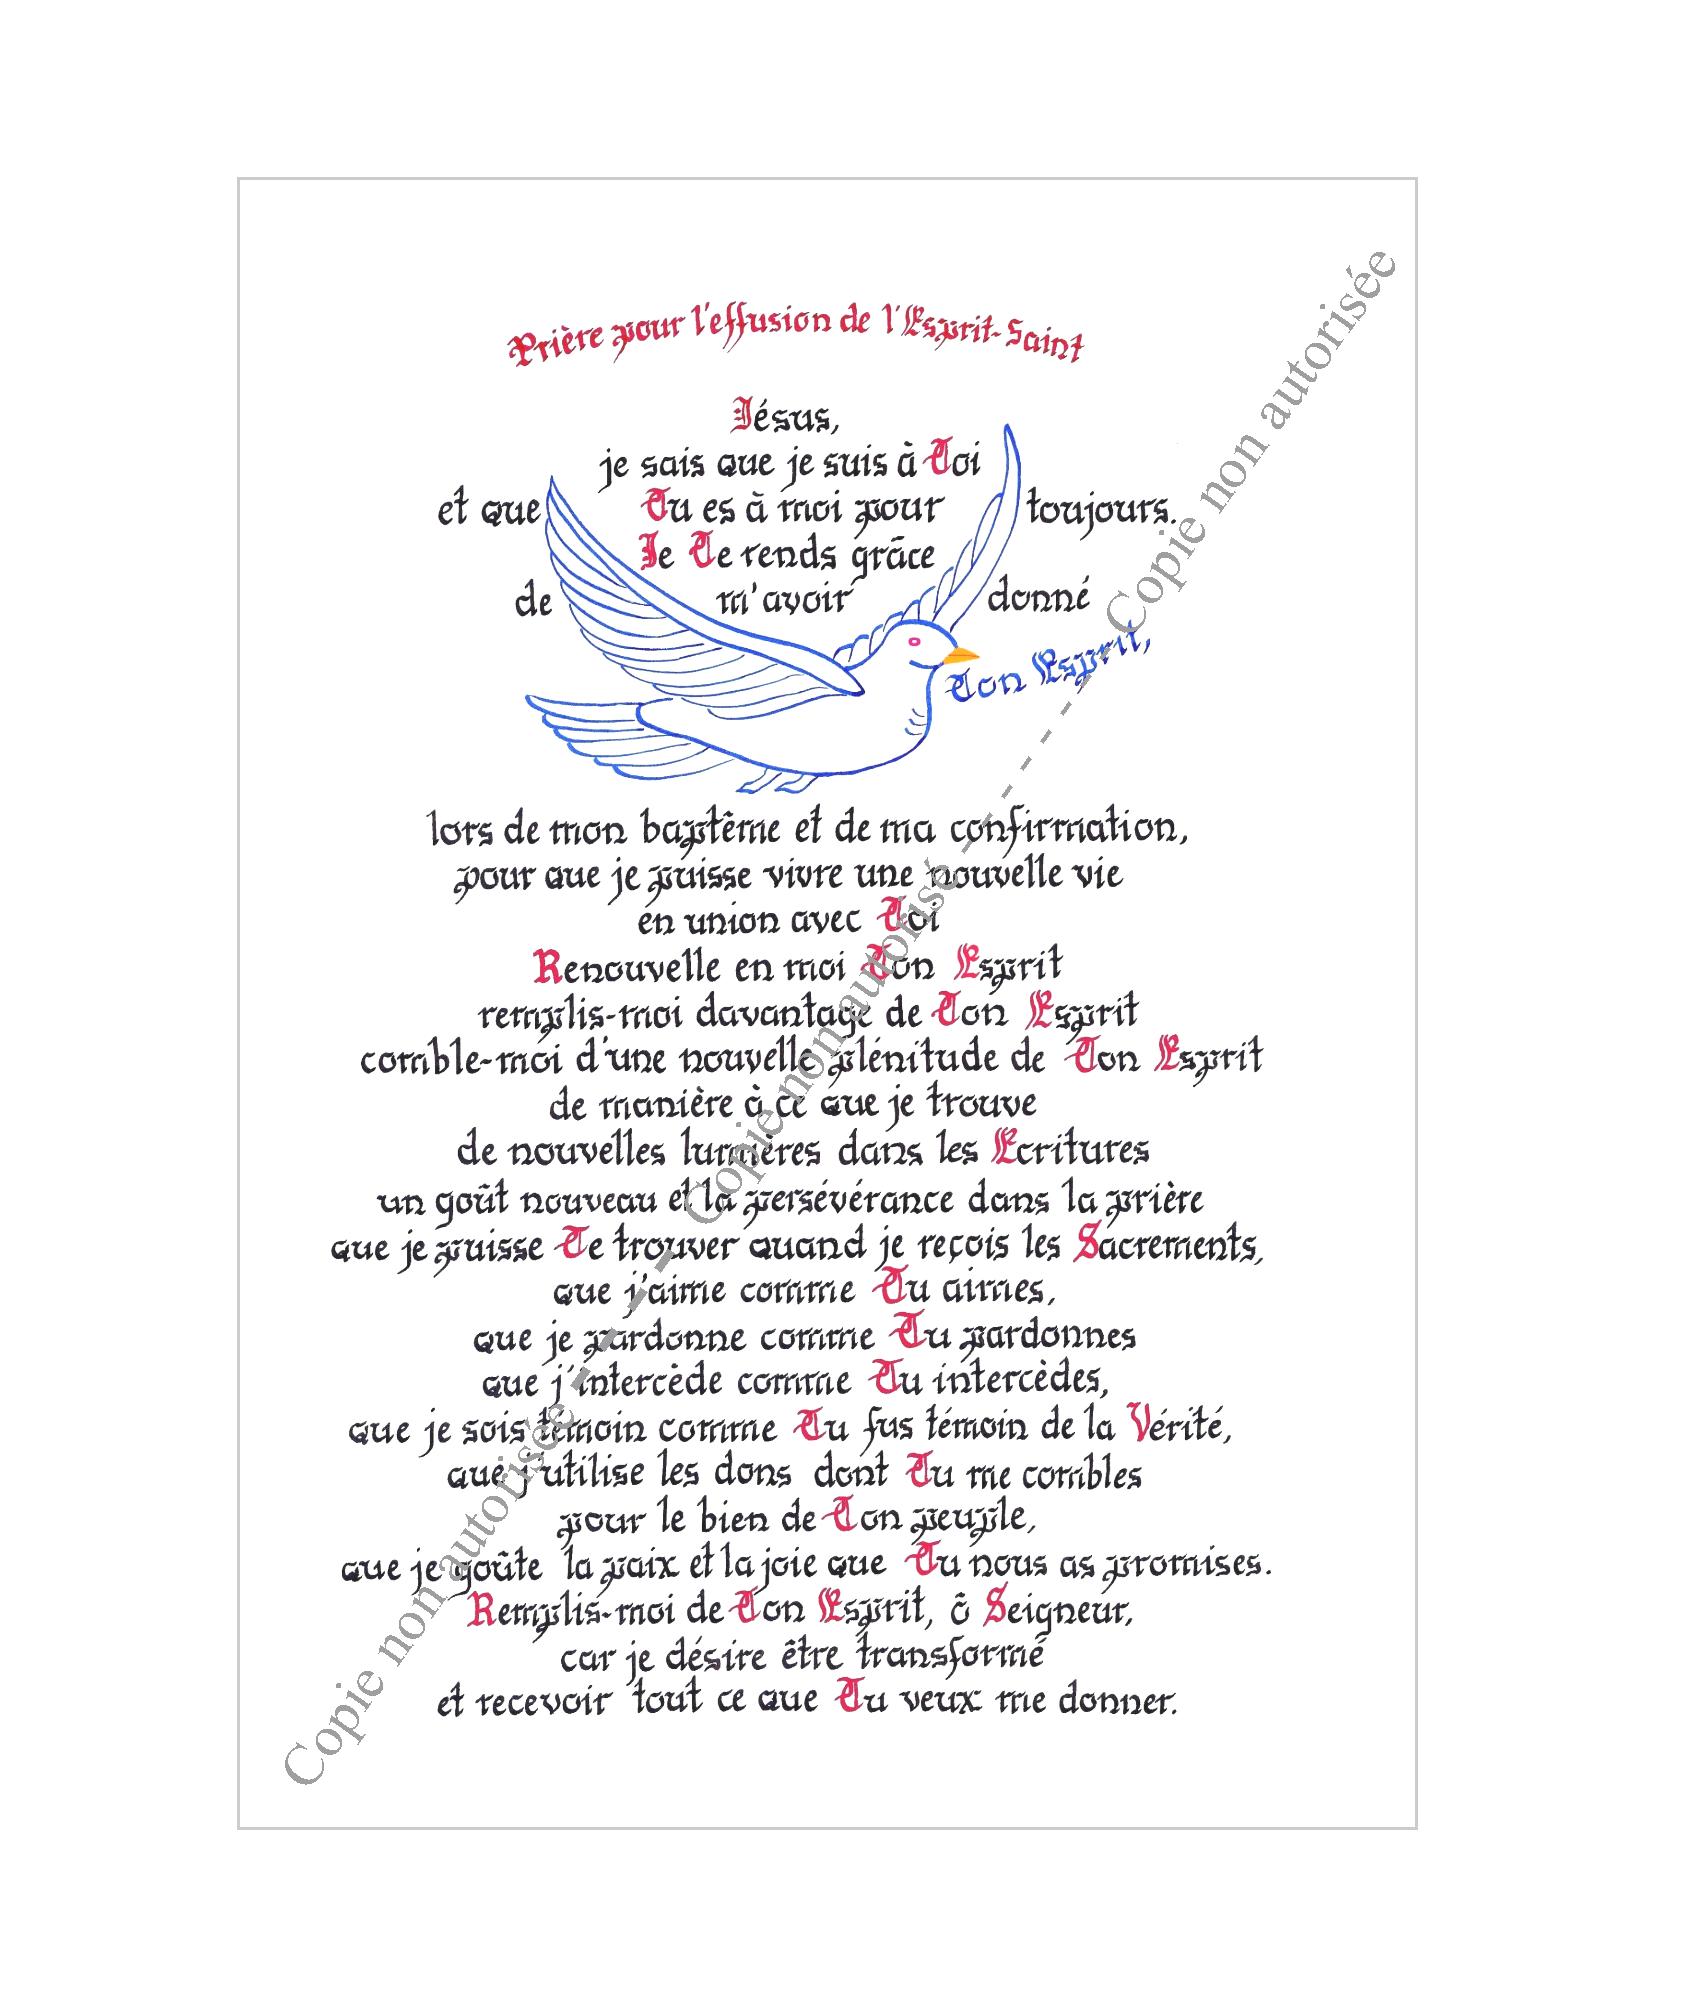 Prière pour l'effusion de l'Esprit-Saint
Jésus,
je sais que je suis à Toi
et que Tu es à moi pour toujours.
Je Te rends grâce
de m'avoir donné
Ton Esprit,
lors de mon baptême et de ma confirmation,
pour que je puisse vivre une nouvelle vie
en union avec Toi
Renouvelle en moi Ton Esprit
remplis-moi davantage de Ton Esprit
comble-moi d'une nouvelle plénitude de Ton Esprit
de manière à ce que je trouve
de nouvelles lumières dans les Ecritures
un goût nouveau et la persévérance dans la prière
que je puisse Te trouver quand je reçois les Sacrements,
que j'aime comme Tu aimes,
que je pardonne comme Tu pardonnes
que j'intercède comme Tu intercèdes,
que je sois témoin comme Tu fus témoin de la Vérité,
que j'utilise les dons dont Tu me combles
pour le bien de Ton peuple,
que je goûte la paix et la joie que Tu nous as promises.
Remplis-moi de Ton Esprit, ô Seigneur,
car je désire être transformé
et recevoir tout ce que Tu veux me donner.
Copie non autorisée -- Copie non autorisé -- Copie non autorisée